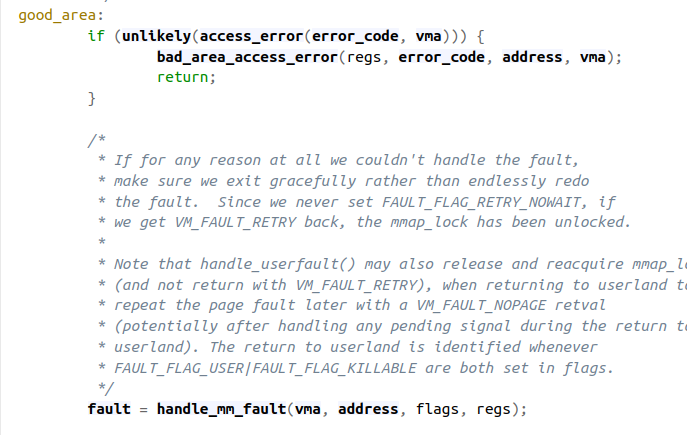 good_area:
if (unlikely(access_error(error_code, vma))) {
bad_area_access_error(regs, error_code, address, vma);
return;
}
/*
* If for any reason at all we couldn't handle the fault,
* make sure we exit gracefully rather than endlessly redo
* the fault.  Since we never set FAULT_FLAG_RETRY_NOWAIT, if
* we get VM_FAULT_RETRY back, the mmap_lock has been unlocked.
*
* Note that handle_userfault() may also release and reacquire mmap_lo
* (and not return with VM_FAULT_RETRY), when returning to userland to
* repeat the page fault later with a VM_FAULT_NOPAGE retval
* (potentially after handling any pending signal during the return to
* userland). The return to userland is identified whenever
* FAULT_FLAG_USER|FAULT_FLAG_KILLABLE are both set in flags.
*/
fault = handle_mm_fault(vma, address, flags, regs);